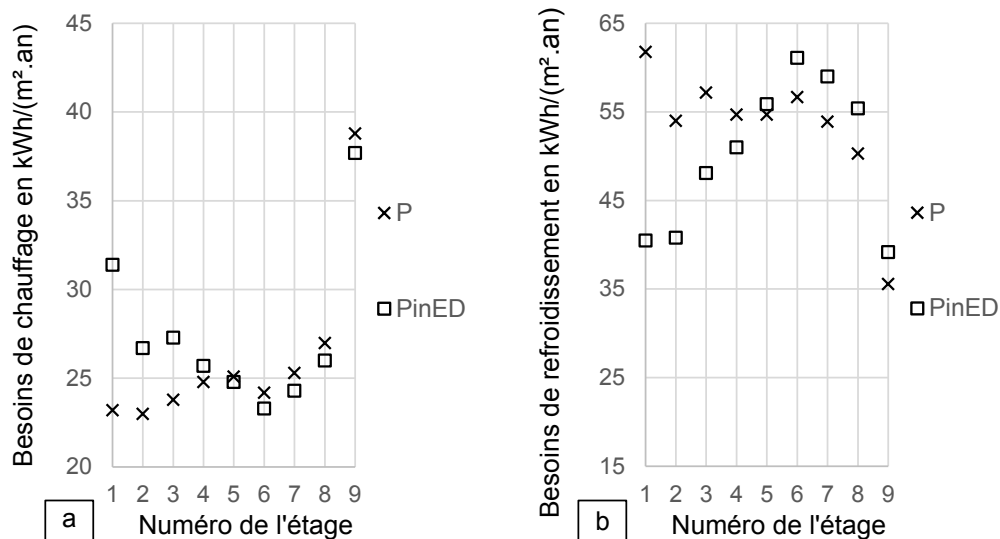 Besoins de chauffage en kWh/(m².an)
45
40
35
30
25
20
1 2 3 4 5 6 7 8 9
Numéro de l'étage
P
PinED
a
Besoins de refroidissement en kWh/(m².an)
65
55
45
35
25
15
1 2 3 4 5 6 7 8 9
Numéro de l'étage
P
PinED
b